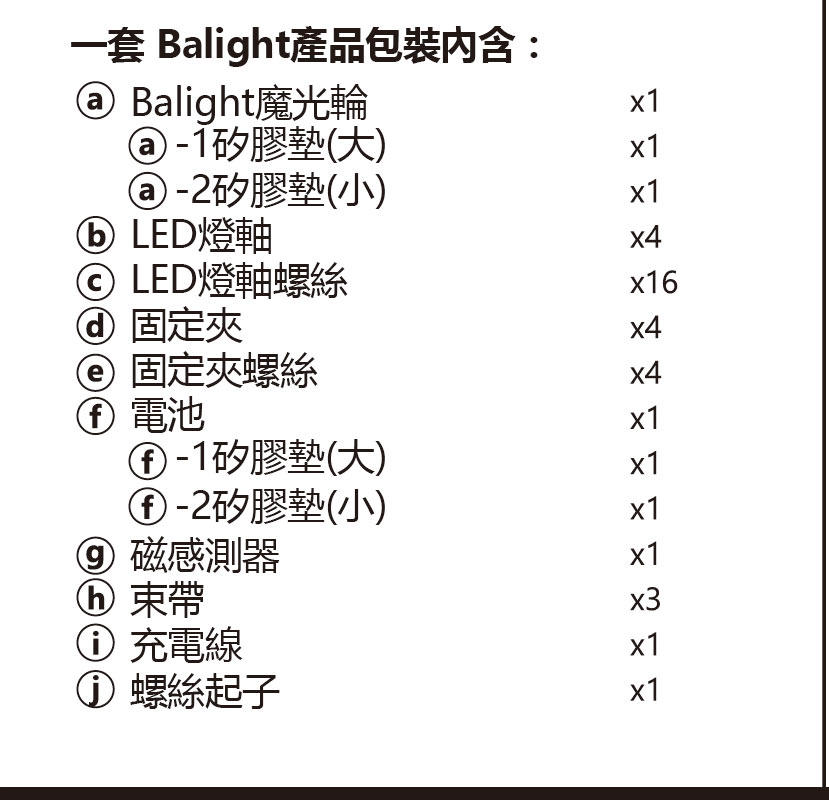 一套 Balight產品包裝內含：
ⓐ Balight魔光輪 x1
ⓐ-1矽膠墊(大) x1
ⓐ-2矽膠墊(小) x1
ⓑ LED燈軸 x4
ⓒ LED燈軸螺絲 x16
ⓓ 固定夾 x4
ⓔ 固定夾螺絲 x4
ⓕ 電池 x1
ⓕ-1矽膠墊(大) x1
ⓕ-2矽膠墊(小) x1
ⓖ 磁感測器 x1
ⓗ 束帶 x3
ⓘ 充電線 x1
ⓙ 螺絲起子 x1